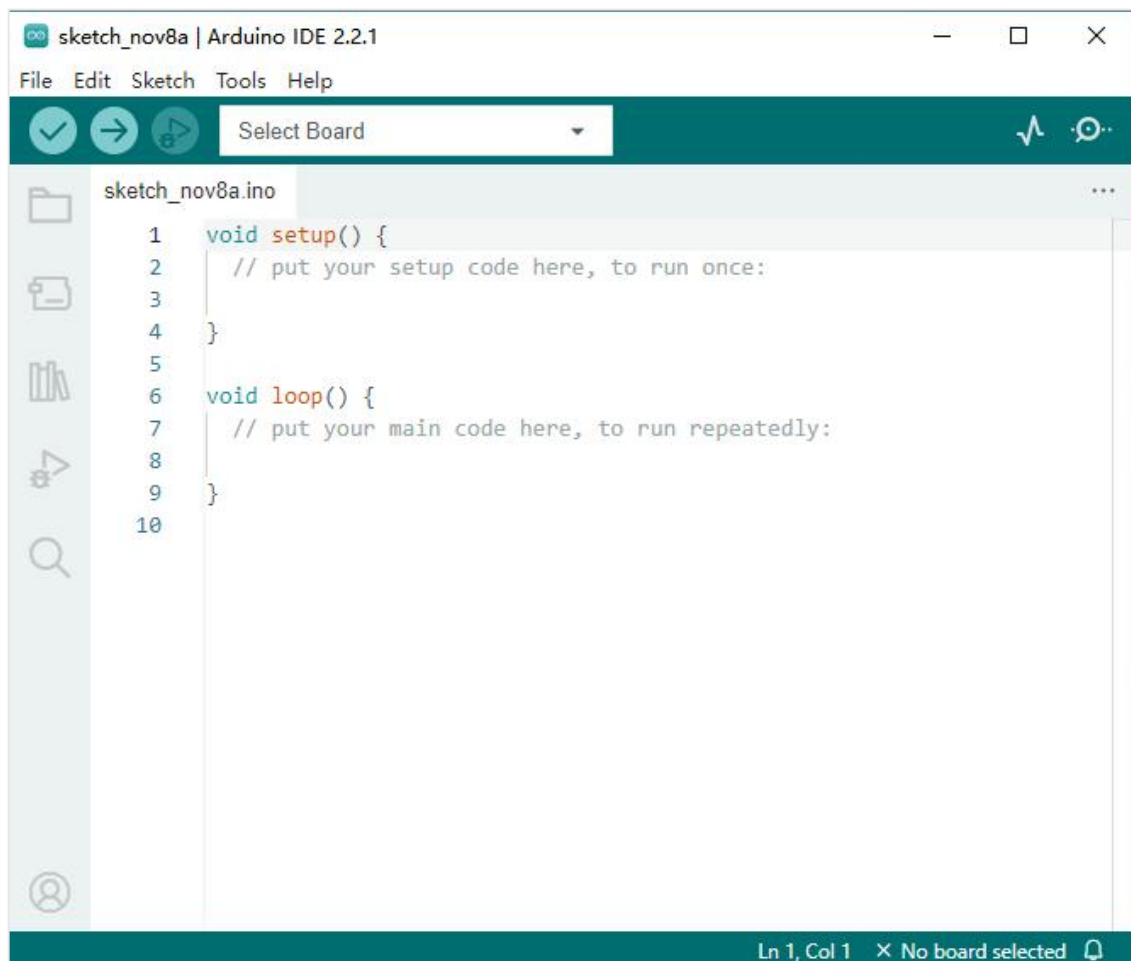 sketch_nov8a | Arduino IDE 2.2.1
File Edit Sketch Tools Help
Select Board
sketch_nov8a.ino
1 void setup() {
2 // put your setup code here, to run once:
3
4 }
5
6 void loop() {
7 // put your main code here, to run repeatedly:
8
9 }
10
Ln 1, Col 1 × No board selected